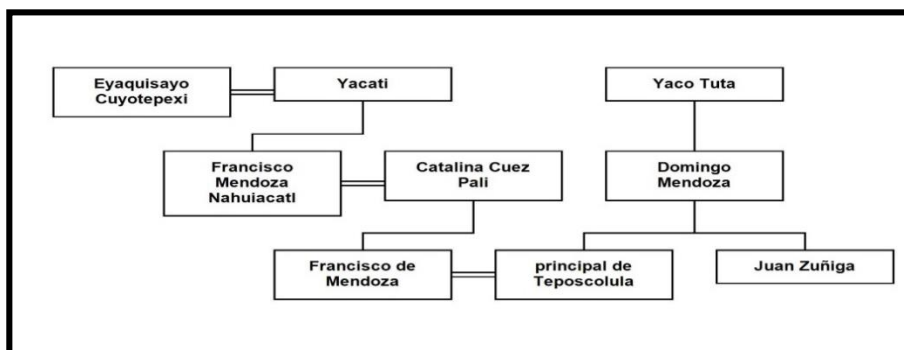 Eyaquisayo
Cuyotepexi
Yacati
Yaco Tuta
Francisco
Mendoza
Nahuiacatl
Catalina Cuez
Pali
Domingo
Mendoza
Francisco de
Mendoza
principal de
Teposcolula
Juan Zuñiga